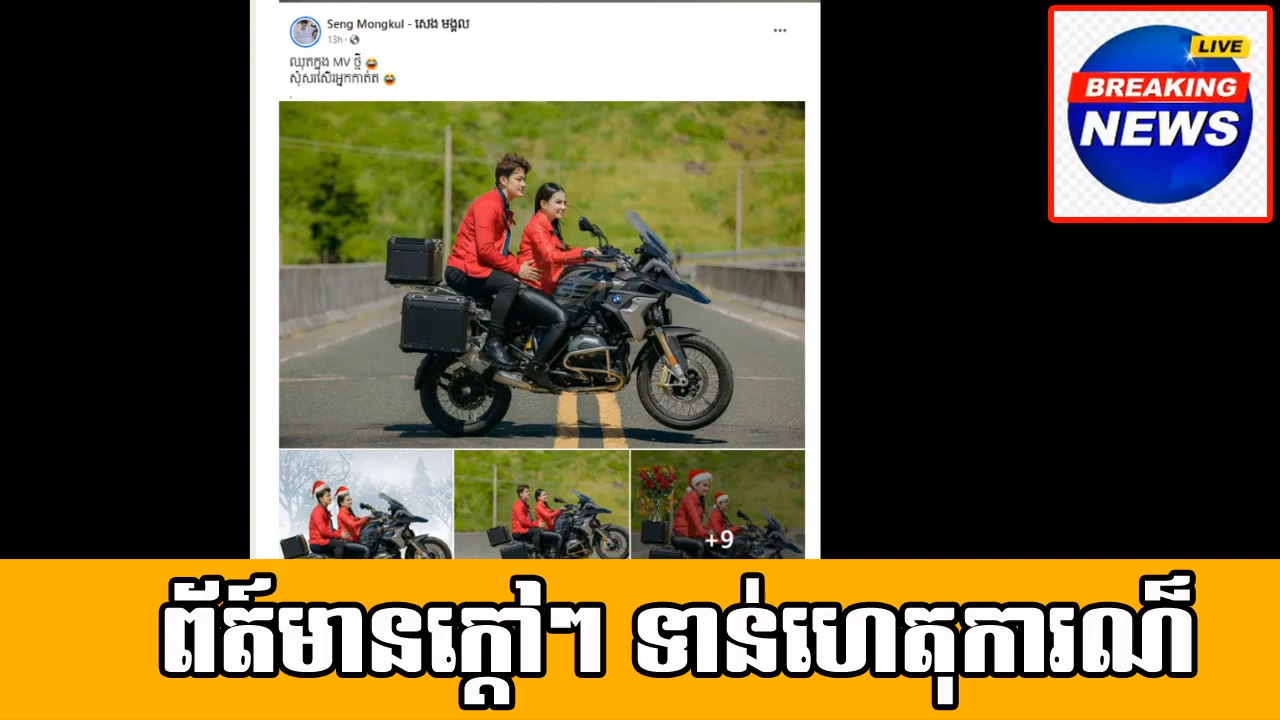 Seng Mongkul - សេង មង្គល
13h ·
ឈុតក្នុង MV ថ្មី 😂
សុំសរសើរអ្នកកាត់ត 😂
.
+9
LIVE
BREAKING
NEWS
ព័ត៌មានក្តៅៗ ទាន់ហេតុការណ៍